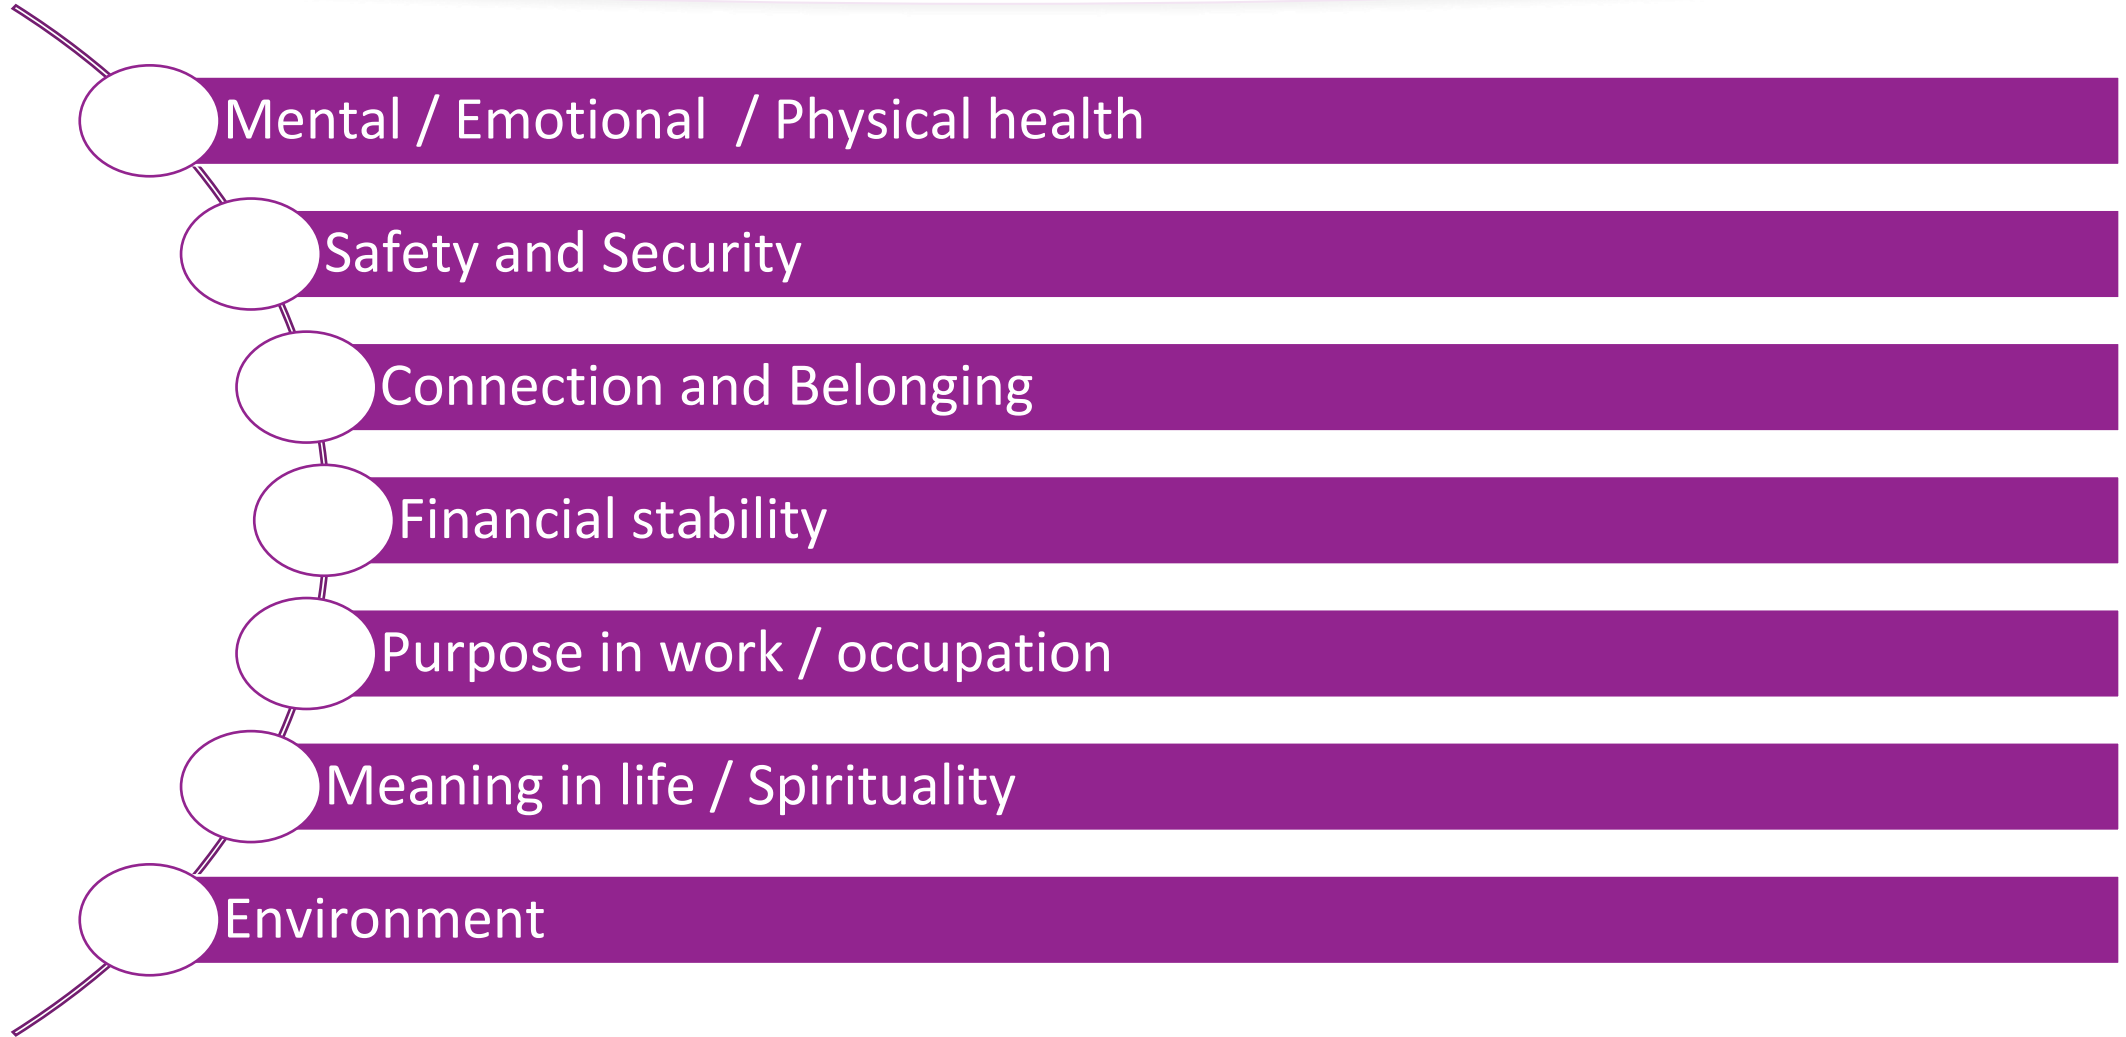 Mental / Emotional  / Physical health
Safety and Security
Connection and Belonging
Financial stability
Purpose in work / occupation
Meaning in life / Spirituality
Environment